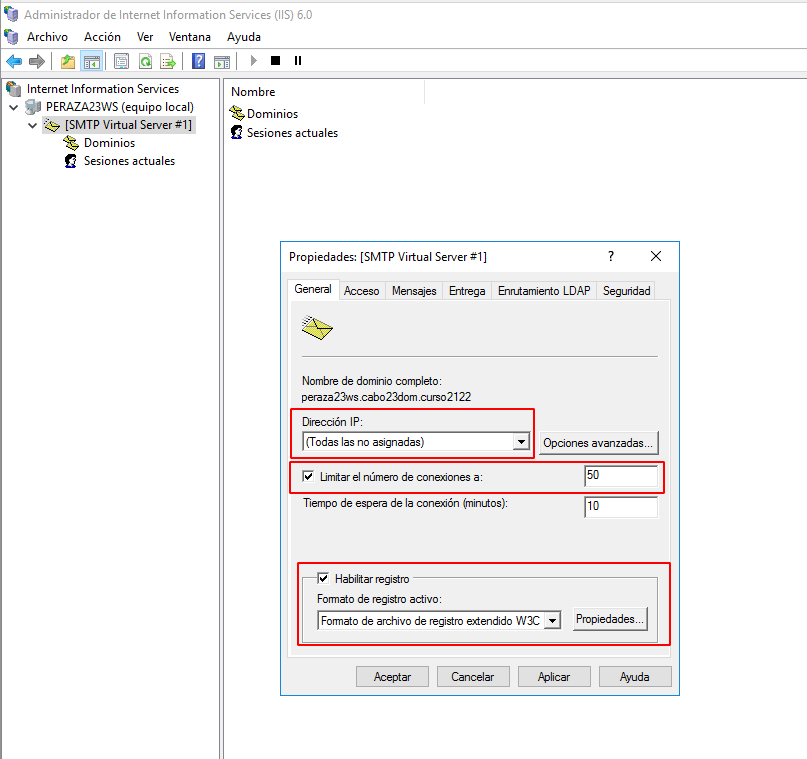 Administrador de Internet Information Services (IIS) 6.0
Archivo Acción Ver Ventana Ayuda
Internet Information Services
PERAZA23WS (equipo local)
[SMTP Virtual Server #1]
Dominios
Sesiones actuales
Nombre
Dominios
Sesiones actuales
Propiedades: [SMTP Virtual Server #1]
General Acceso Mensajes Entrega Enrutamiento LDAP Seguridad
Nombre de dominio completo:
peraza23ws.cabo23dom.curso2122
Dirección IP:
(Todas las no asignadas) Opciones avanzadas...
Limitar el número de conexiones a: 50
Tiempo de espera de la conexión (minutos): 10
Habilitar registro
Formato de registro activo:
Formato de archivo de registro extendido W3C Propiedades...
Aceptar Cancelar Aplicar Ayuda